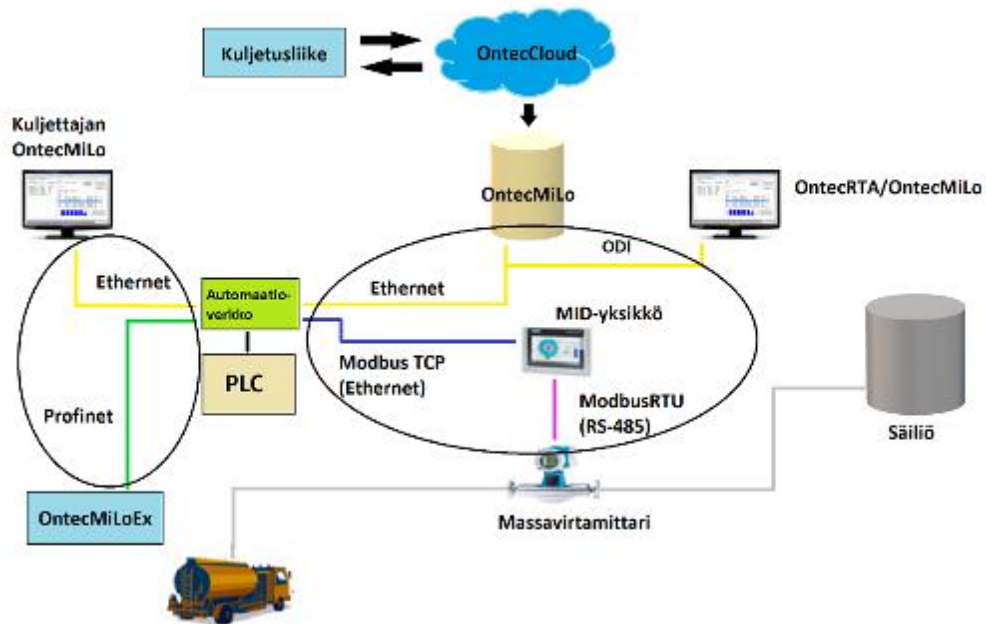 Kuljetusliike
OntecCloud
Kuljettajan
OntecMiLo
OntecMiLo
OntecRTA/OntecMiLo
ODI
Ethernet
Automaatio-
verkko
Ethernet
MID-yksikkö
PLC
Modbus TCP
(Ethernet)
Profinet
ModbusRTU
(RS-485)
Säiliö
OntecMiLoEx
Massavirtamittari